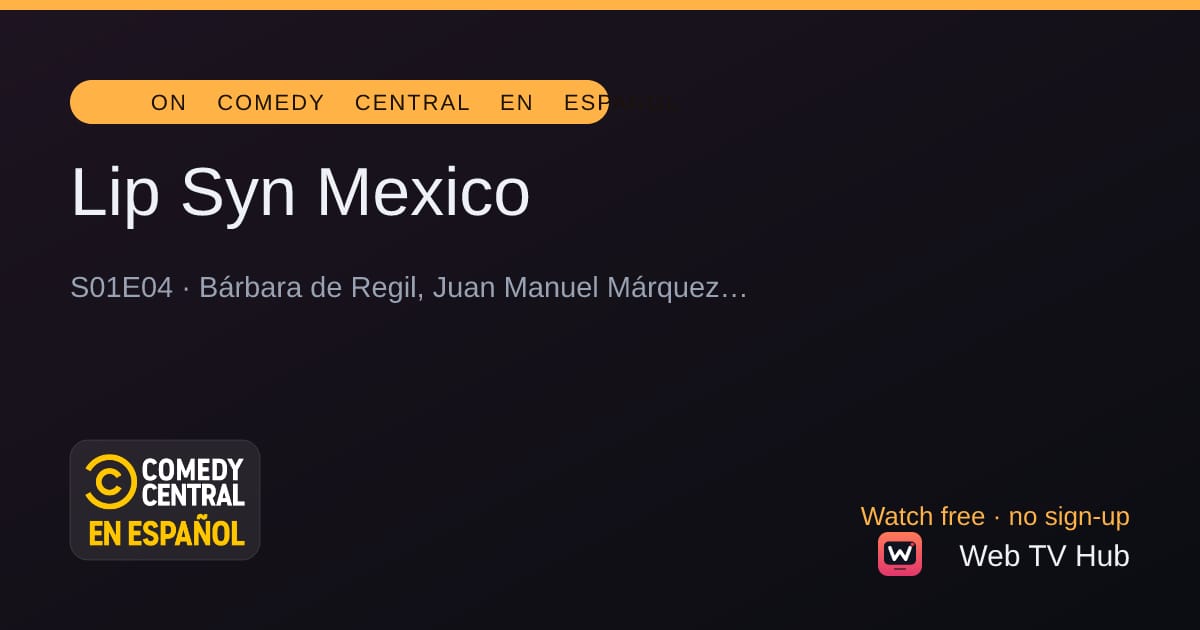 ON COMEDY CENTRAL EN ESPAÑOL
Lip Syn Mexico
S01E04 · Bárbara de Regil, Juan Manuel Márquez…
COMEDY
CENTRAL
EN ESPAÑOL
Watch free · no sign-up
W
Web TV Hub